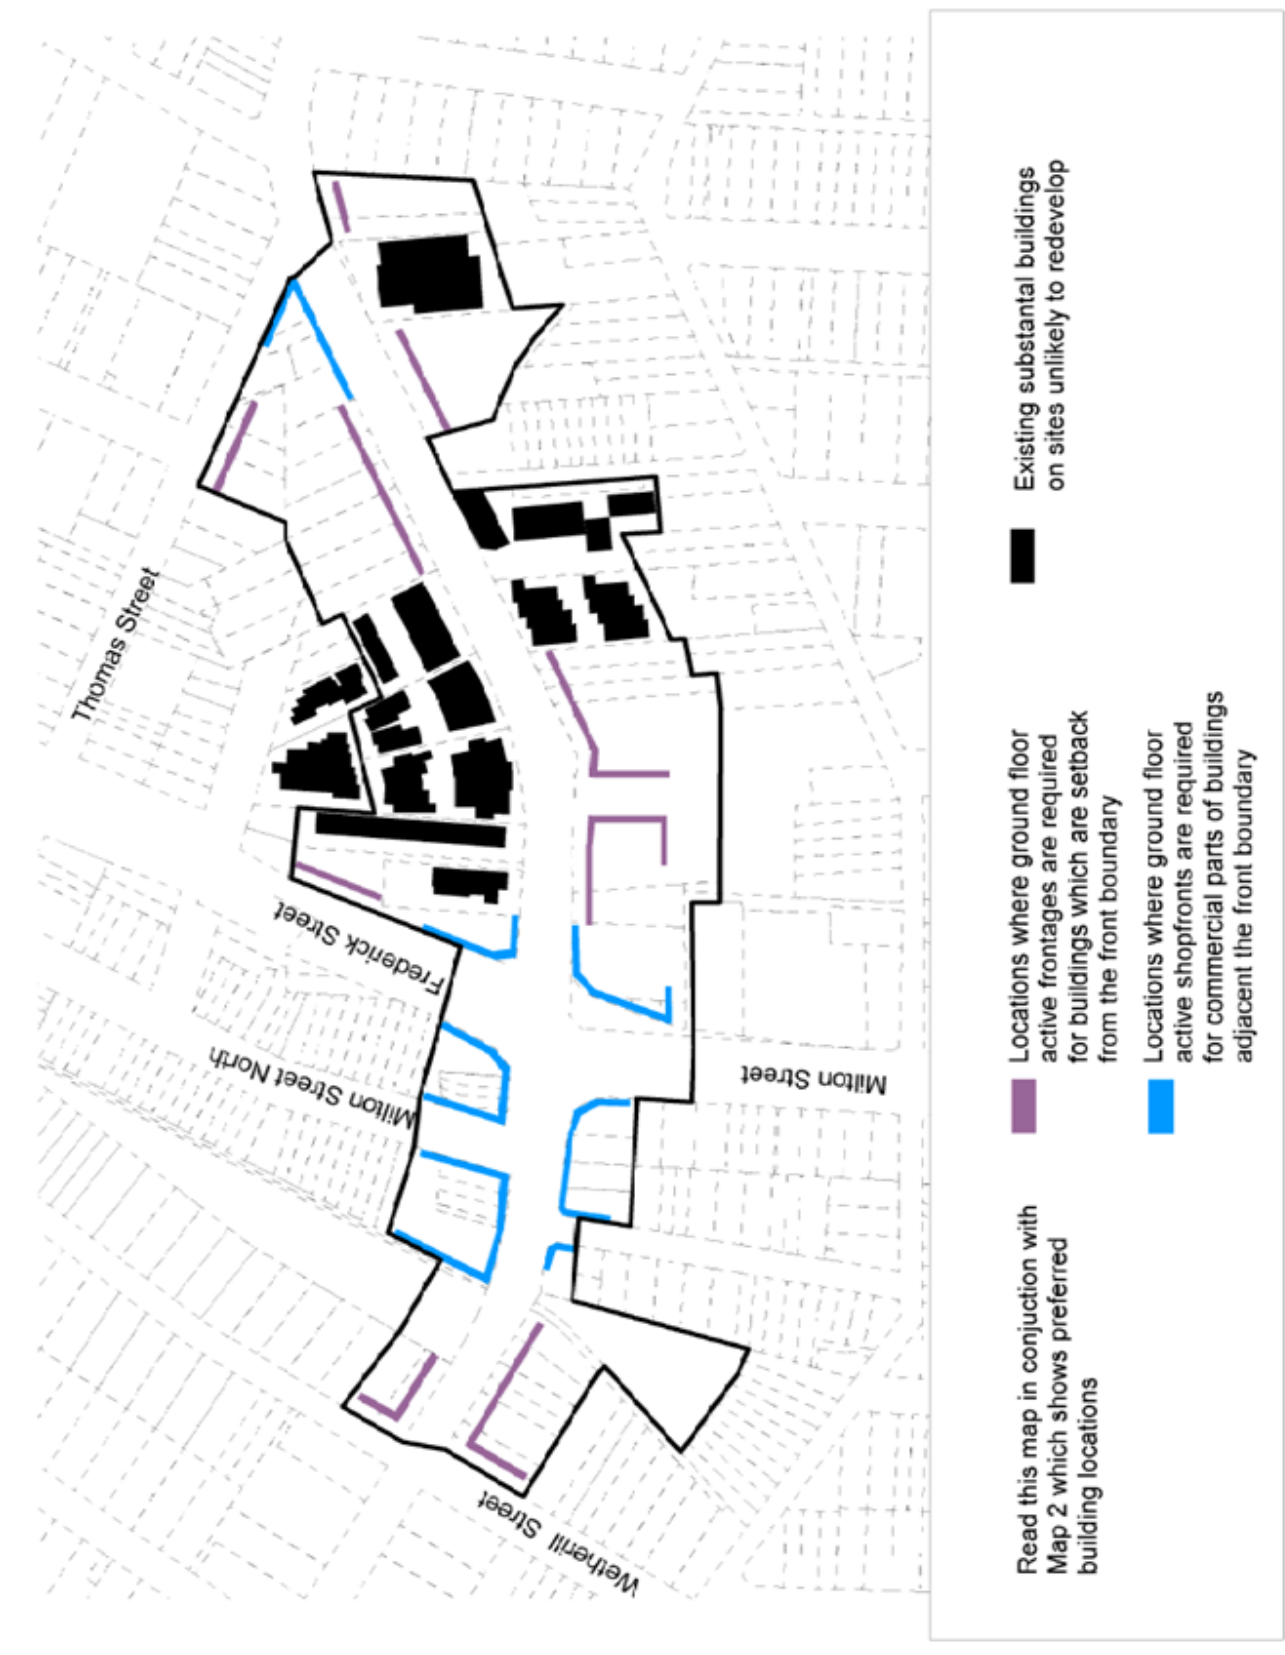 Thomas Street
Frederick Street
Milton Street North
Milton Street
Wetherill Street
Read this map in conjuction with
Map 2 which shows preferred
building locations
Locations where ground floor
active frontages are required
for buildings which are setback
from the front boundary
Locations where ground floor
active shopfronts are required
for commercial parts of buildings
adjacent the front boundary
Existing substantal buildings
on sites unlikely to redevelop